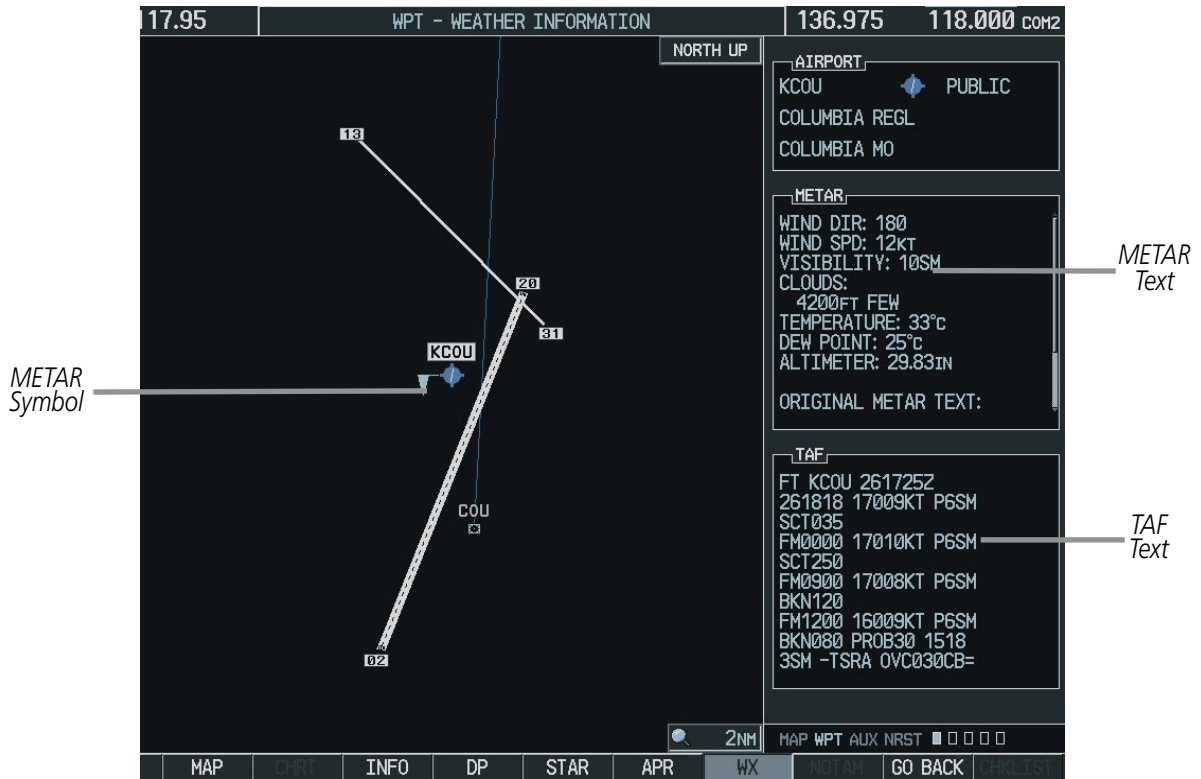 117.95
WPT - WEATHER INFORMATION
136.975
118.000 COM2
NORTH UP
13
20
31
KCOU
COU
02
2NM
METAR
Symbol
AIRPORT
KCOU PUBLIC
COLUMBIA REGL
COLUMBIA MO
METAR
WIND DIR: 180
WIND SPD: 12KT
VISIBILITY: 10SM
CLOUDS:
4200FT FEW
TEMPERATURE: 33°C
DEW POINT: 25°C
ALTIMETER: 29.83IN
ORIGINAL METAR TEXT:
METAR
Text
TAF
FT KCOU 261725Z
261818 17009KT P6SM
SCT035
FM0000 17010KT P6SM
SCT250
FM0900 17008KT P6SM
BKN120
FM1200 16009KT P6SM
BKN080 PROB30 1518
3SM -TSRA OVC030CB=
TAF
Text
MAP WPT AUX NRST
MAP CHRT INFO DP STAR APR WX NOTAM GO BACK CHKLIST